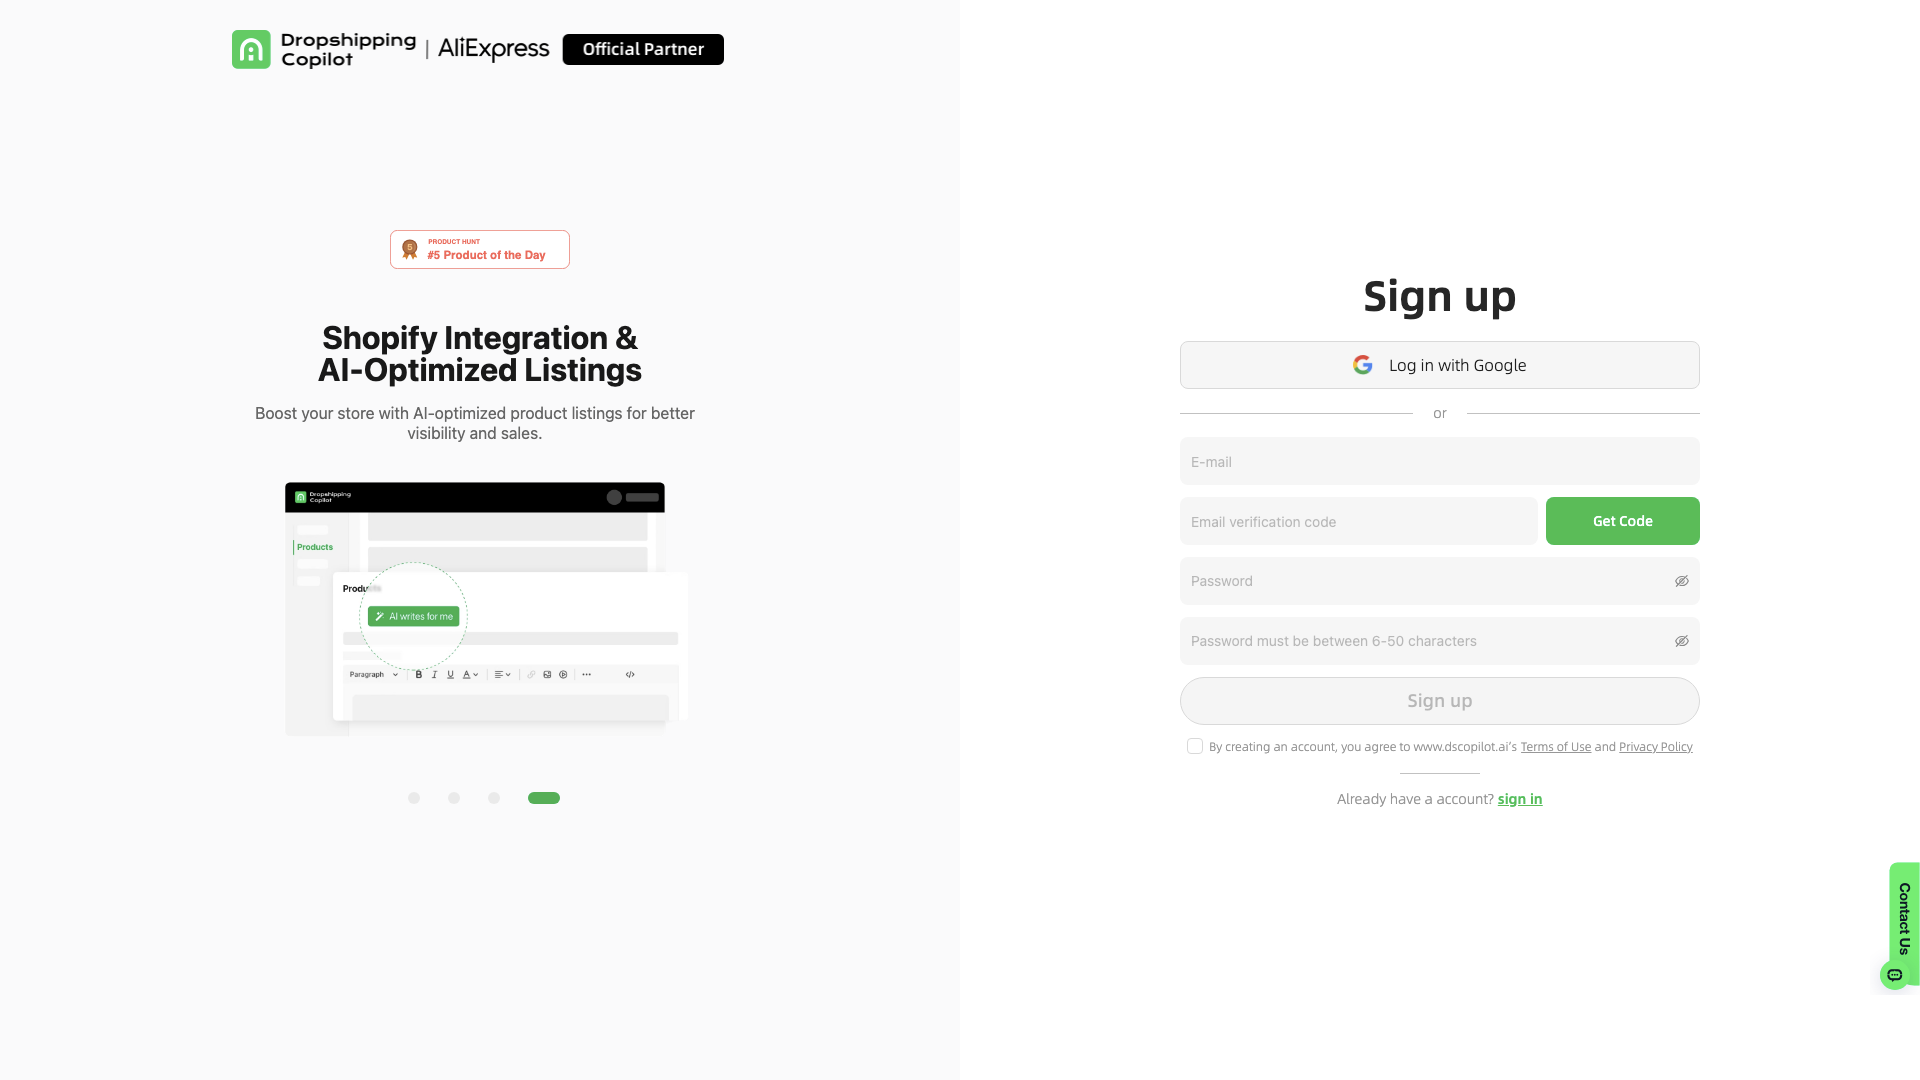 Dropshipping
Copilot
| AliExpress
Official Partner
PRODUCT HUNT
#5 Product of the Day
5
Shopify Integration &
AI-Optimized Listings
Boost your store with AI-optimized product listings for better
visibility and sales.
Dropshipping
Copilot
Products
Products
AI writes for me
Paragraph
B I U A
</>
Sign up
Log in with Google
or
E-mail
Email verification code
Get Code
Password
Password must be between 6-50 characters
Sign up
By creating an account, you agree to www.dscopilot.ai’s Terms of Use and Privacy Policy
Already have a account? sign in
Contact Us